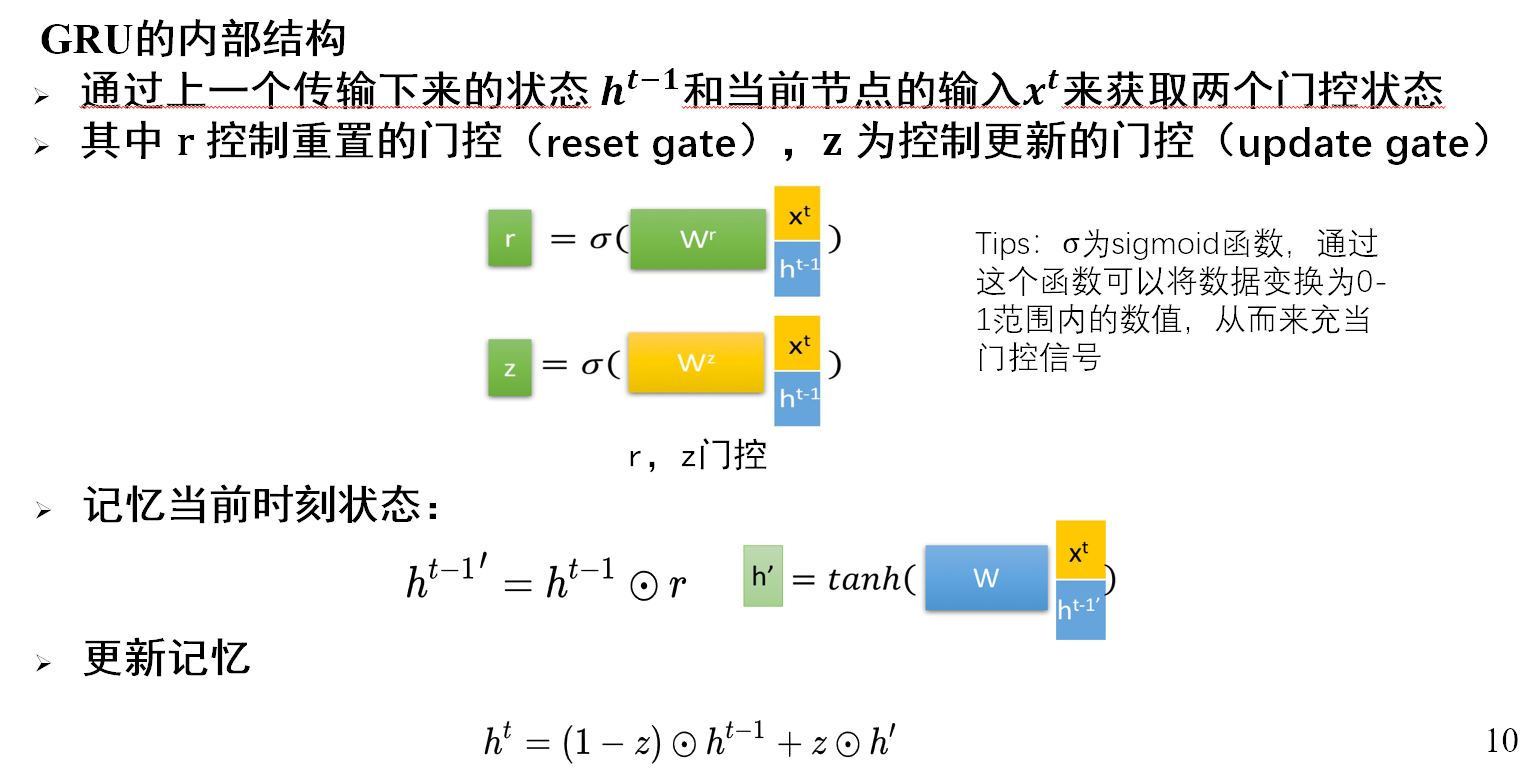 GRU的内部结构
➢ 通过上一个传输下来的状态 h^{t−1}和当前节点的输入x^t来获取两个门控状态
➢ 其中 r 控制重置的门控（reset gate），z 为控制更新的门控（update gate）
r = σ( W^r x^t h^{t-1} )
Tips：σ为sigmoid函数，通过
这个函数可以将数据变换为0-
1范围内的数值，从而来充当
门控信号
z = σ( W^z x^t h^{t-1} )
r，z门控
➢ 记忆当前时刻状态：
h^{t−1}′ = h^{t−1} ⊙ r
h’ = tanh( W x^t h^{t-1’} )
➢ 更新记忆
h^t = (1 − z) ⊙ h^{t−1} + z ⊙ h′
10